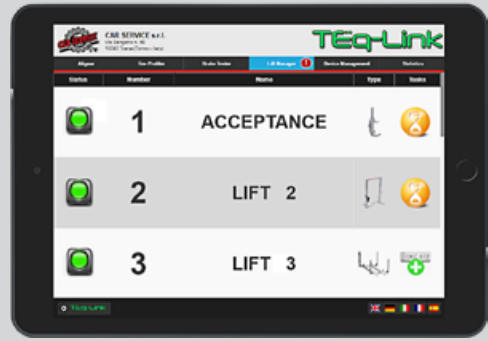 CAR SERVICE s.r.l.
TEQ-Link
Aligner
Tyre Profiler
Brake Tester
Lift Manager
Device Management
Statistics
Status
Number
Name
Type
Tasks
1
ACCEPTANCE
2
LIFT 2
3
LIFT 3
TEQ-LINK